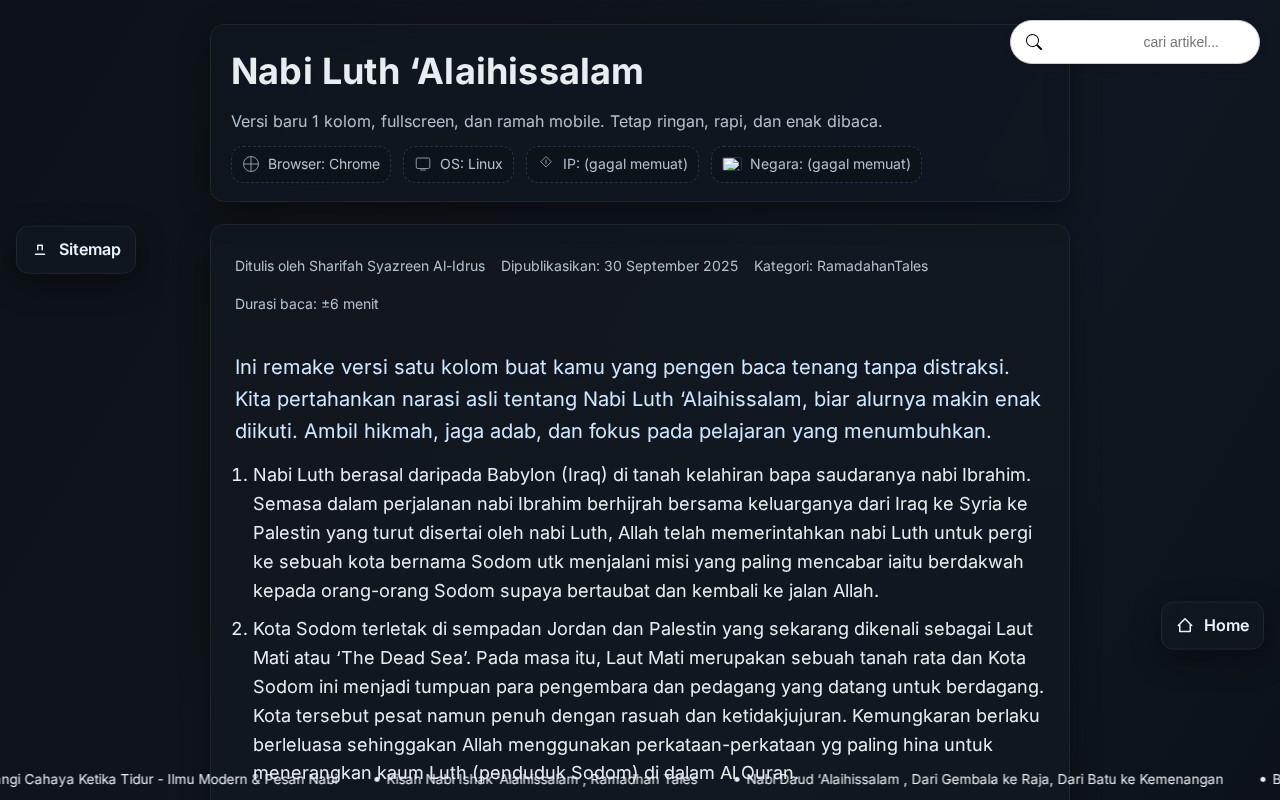 cari artikel...
Nabi Luth ‘Alaihissalam
Versi baru 1 kolom, fullscreen, dan ramah mobile. Tetap ringan, rapi, dan enak dibaca.
Browser: Chrome
OS: Linux
IP: (gagal memuat)
Negara: (gagal memuat)
Sitemap
Ditulis oleh Sharifah Syazreen Al-Idrus Dipublikasikan: 30 September 2025 Kategori: RamadahanTales
Durasi baca: ±6 menit
Ini remake versi satu kolom buat kamu yang pengen baca tenang tanpa distraksi.
Kita pertahankan narasi asli tentang Nabi Luth ‘Alaihissalam, biar alurnya makin enak
diikuti. Ambil hikmah, jaga adab, dan fokus pada pelajaran yang menumbuhkan.
1. Nabi Luth berasal daripada Babylon (Iraq) di tanah kelahiran bapa saudaranya nabi Ibrahim.
Semasa dalam perjalanan nabi Ibrahim berhijrah bersama keluarganya dari Iraq ke Syria ke
Palestin yang turut disertai oleh nabi Luth, Allah telah memerintahkan nabi Luth untuk pergi
ke sebuah kota bernama Sodom utk menjalani misi yang paling mencabar iaitu berdakwah
kepada orang-orang Sodom supaya bertaubat dan kembali ke jalan Allah.
Home
2. Kota Sodom terletak di sempadan Jordan dan Palestin yang sekarang dikenali sebagai Laut
Mati atau ‘The Dead Sea’. Pada masa itu, Laut Mati merupakan sebuah tanah rata dan Kota
Sodom ini menjadi tumpuan para pengembara dan pedagang yang datang untuk berdagang.
Kota tersebut pesat namun penuh dengan rasuah dan ketidakjujuran. Kemungkaran berlaku
berleluasa sehinggakan Allah menggunakan perkataan-perkataan yg paling hina untuk
menerangkan kaum Luth (penduduk Sodom) di dalam Al Quran.
ngi Cahaya Ketika Tidur - Ilmu Modern & Pesan Nabi • Kisah Nabi Ishak ‘Alaihissalam , Ramadhan Tales • Nabi Daud ‘Alaihissalam , Dari Gembala ke Raja, Dari Batu ke Kemenangan • B